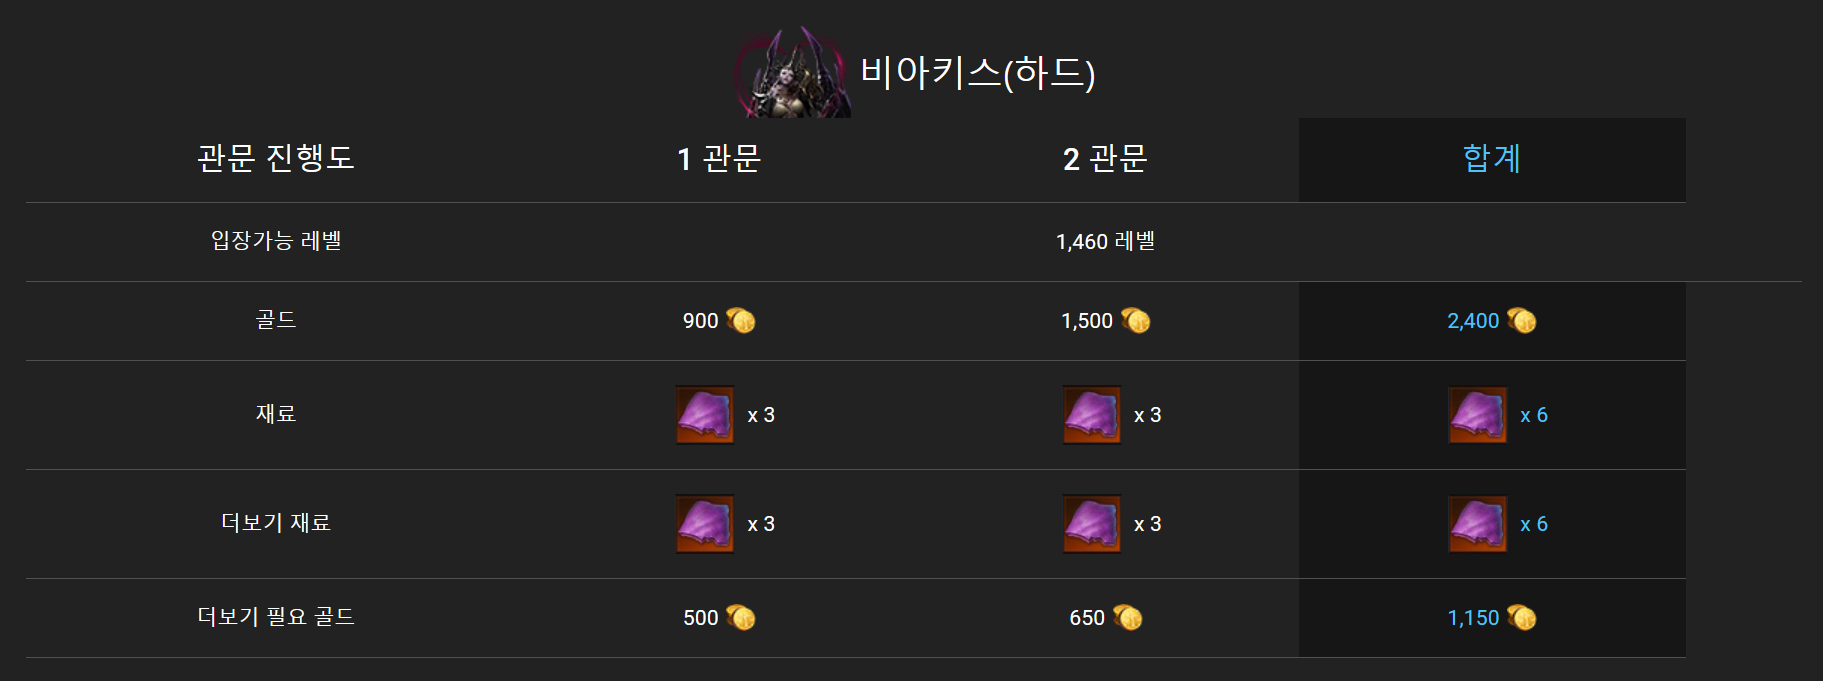 비아키스(하드)
관문 진행도 1 관문 2 관문 합계
입장가능 레벨 1,460 레벨
골드 900 1,500 2,400
재료 x 3 x 3 x 6
더보기 재료 x 3 x 3 x 6
더보기 필요 골드 500 650 1,150